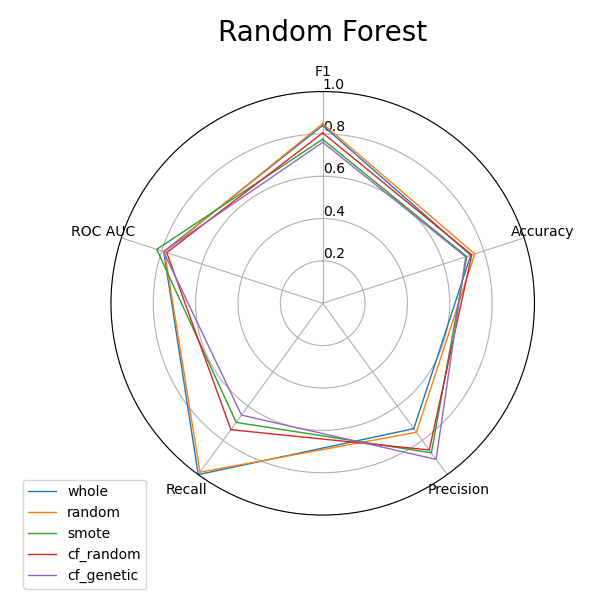 Random Forest
F1
1.0
0.8
0.6
0.4
0.2
ROC AUC
Accuracy
Recall
Precision
whole
random
smote
cf_random
cf_genetic